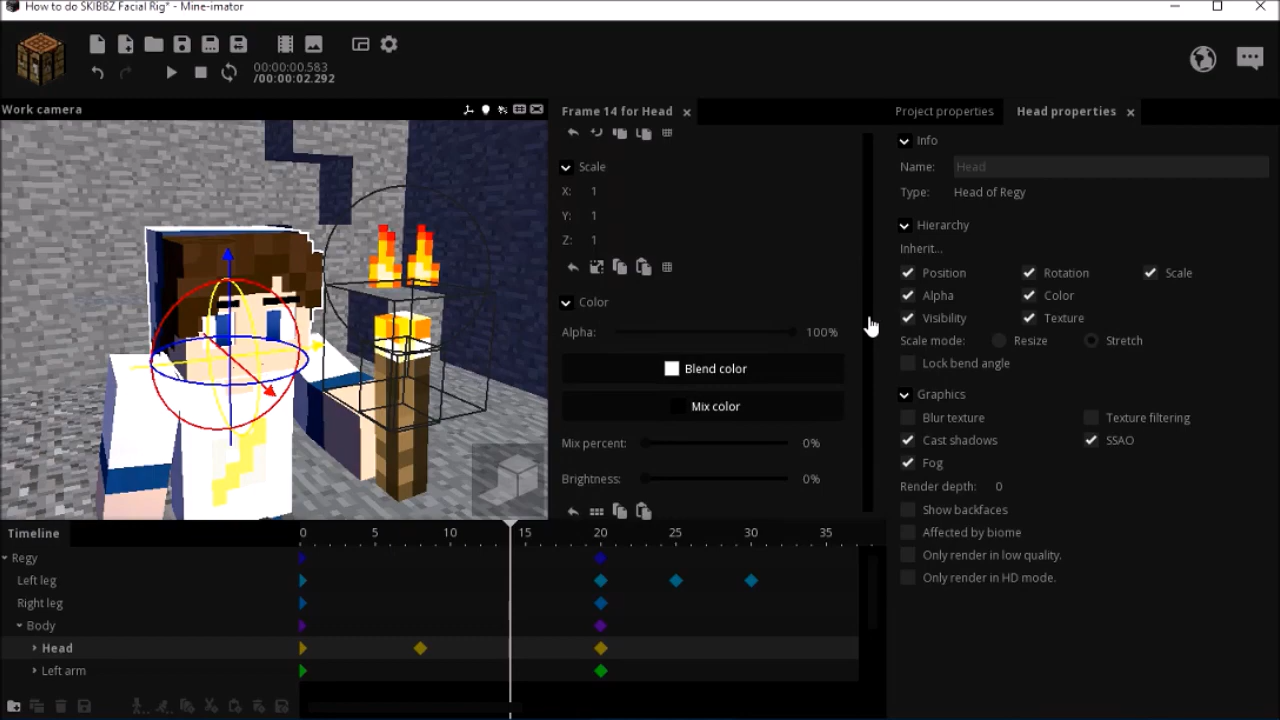 How to do SKIBBZ Facial Rig* - Mine-imator
00:00:00.583
/00:00:02.292
Work camera
Frame 14 for Head
Scale
X: 1
Y: 1
Z: 1
Color
Alpha: 100%
Blend color
Mix color
Mix percent: 0%
Brightness: 0%
Project properties
Head properties
Info
Name: Head
Type: Head of Regy
Hierarchy
Inherit...
Position Rotation Scale
Alpha Color
Visibility Texture
Scale mode: Resize Stretch
Lock bend angle
Graphics
Blur texture Texture filtering
Cast shadows SSAO
Fog
Render depth: 0
Show backfaces
Affected by biome
Only render in low quality.
Only render in HD mode.
Timeline
0 5 10 15 20 25 30 35
Regy
Left leg
Right leg
Body
Head
Left arm